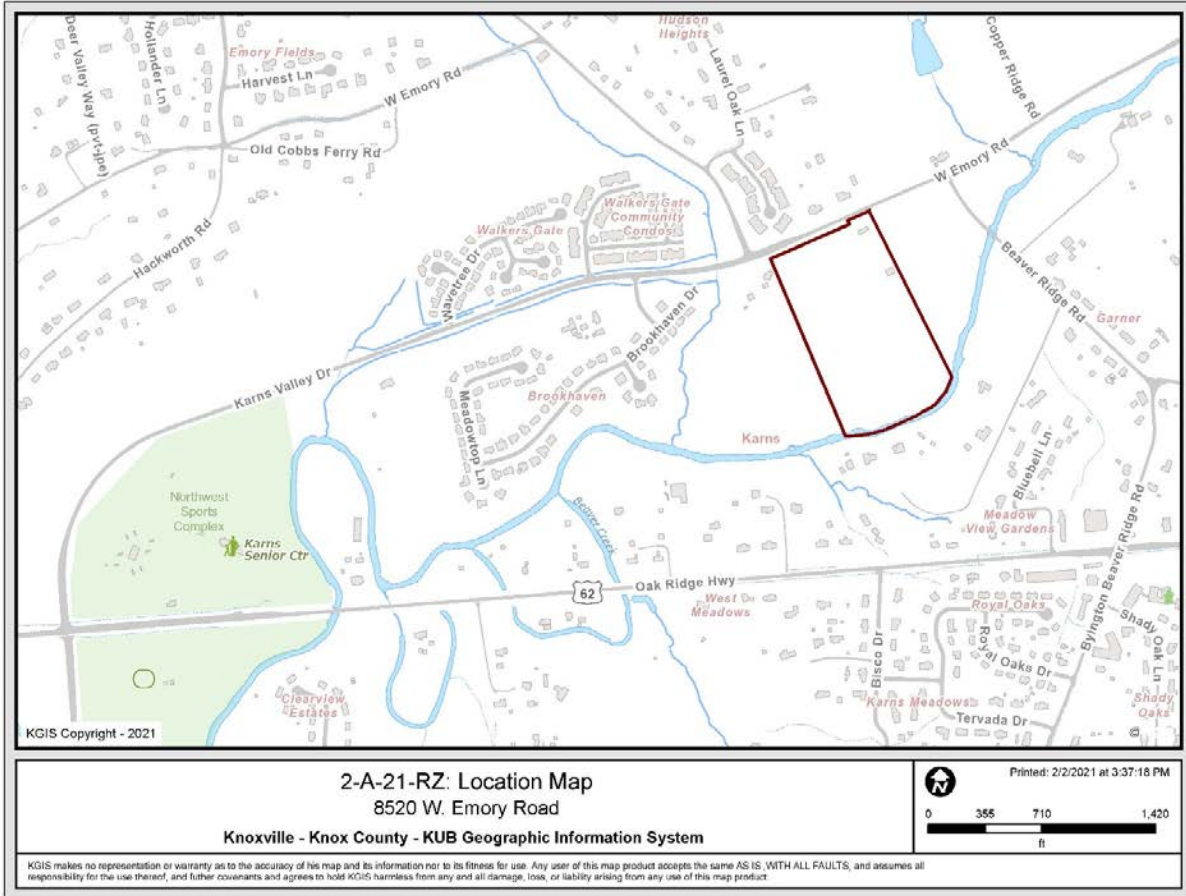 Deer Valley Way (pvt-jpe)
Hollander Ln
Emory Fields
Harvest Ln
W Emory Rd
Old Cobbs Ferry Rd
Hackworth Rd
Hudson
Heights
Laurel Oak Ln
Copper Ridge Rd
W Emory Rd
Walkers Gate
Walkers Gate
Community
Condos
Wavetree Dr
Brookhaven Dr
Beaver Ridge Rd
Garner
Karns Valley Dr
Meadowtop Ln
Brookhaven
Karns
Bluebell Ln
Northwest
Sports
Complex
Karns
Senior Ctr
Beaver Creek
Meadow
View Gardens
Byington Beaver Ridge Rd
62
Oak Ridge Hwy
West
Meadows
Royal Oaks
Royal Oaks Dr
Shady Oak Ln
Bisco Dr
Clearview
Estates
Karns Meadows
Tervada Dr
Shady
Oaks
KGIS Copyright - 2021
©
2-A-21-RZ: Location Map
8520 W. Emory Road
Knoxville - Knox County - KUB Geographic Information System
N
Printed: 2/2/2021 at 3:37:18 PM
0 355 710 1,420
ft
KGIS makes no representation or warranty as to the accuracy of his map and its information nor to its fitness for use. Any user of this map product accepts the same AS IS ,WITH ALL FAULTS, and assumes all
responsibility for the use thereof, and futher covenants and agrees to hold KGIS harmless from any and all damage, loss, or liability arising from any use of this map product.